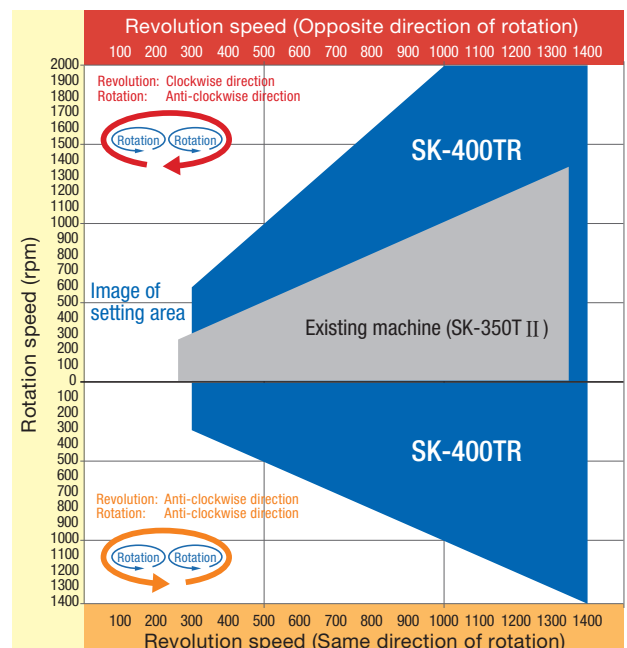 Revolution speed (Opposite direction of rotation)
100 200 300 400 500 600 700 800 900 1000 1100 1200 1300 1400
Rotation speed (rpm)
2000
1900
1800
1700
1600
1500
1400
1300
1200
1100
1000
900
800
700
600
500
400
300
200
100
0
100
200
300
400
500
600
700
800
900
1000
1100
1200
1300
1400
Revolution: Clockwise direction
Rotation: Anti-clockwise direction
Rotation Rotation
SK-400TR
Image of
setting area
Existing machine (SK-350T II)
SK-400TR
Revolution: Anti-clockwise direction
Rotation: Anti-clockwise direction
Rotation Rotation
100 200 300 400 500 600 700 800 900 1000 1100 1200 1300 1400
Revolution speed (Same direction of rotation)